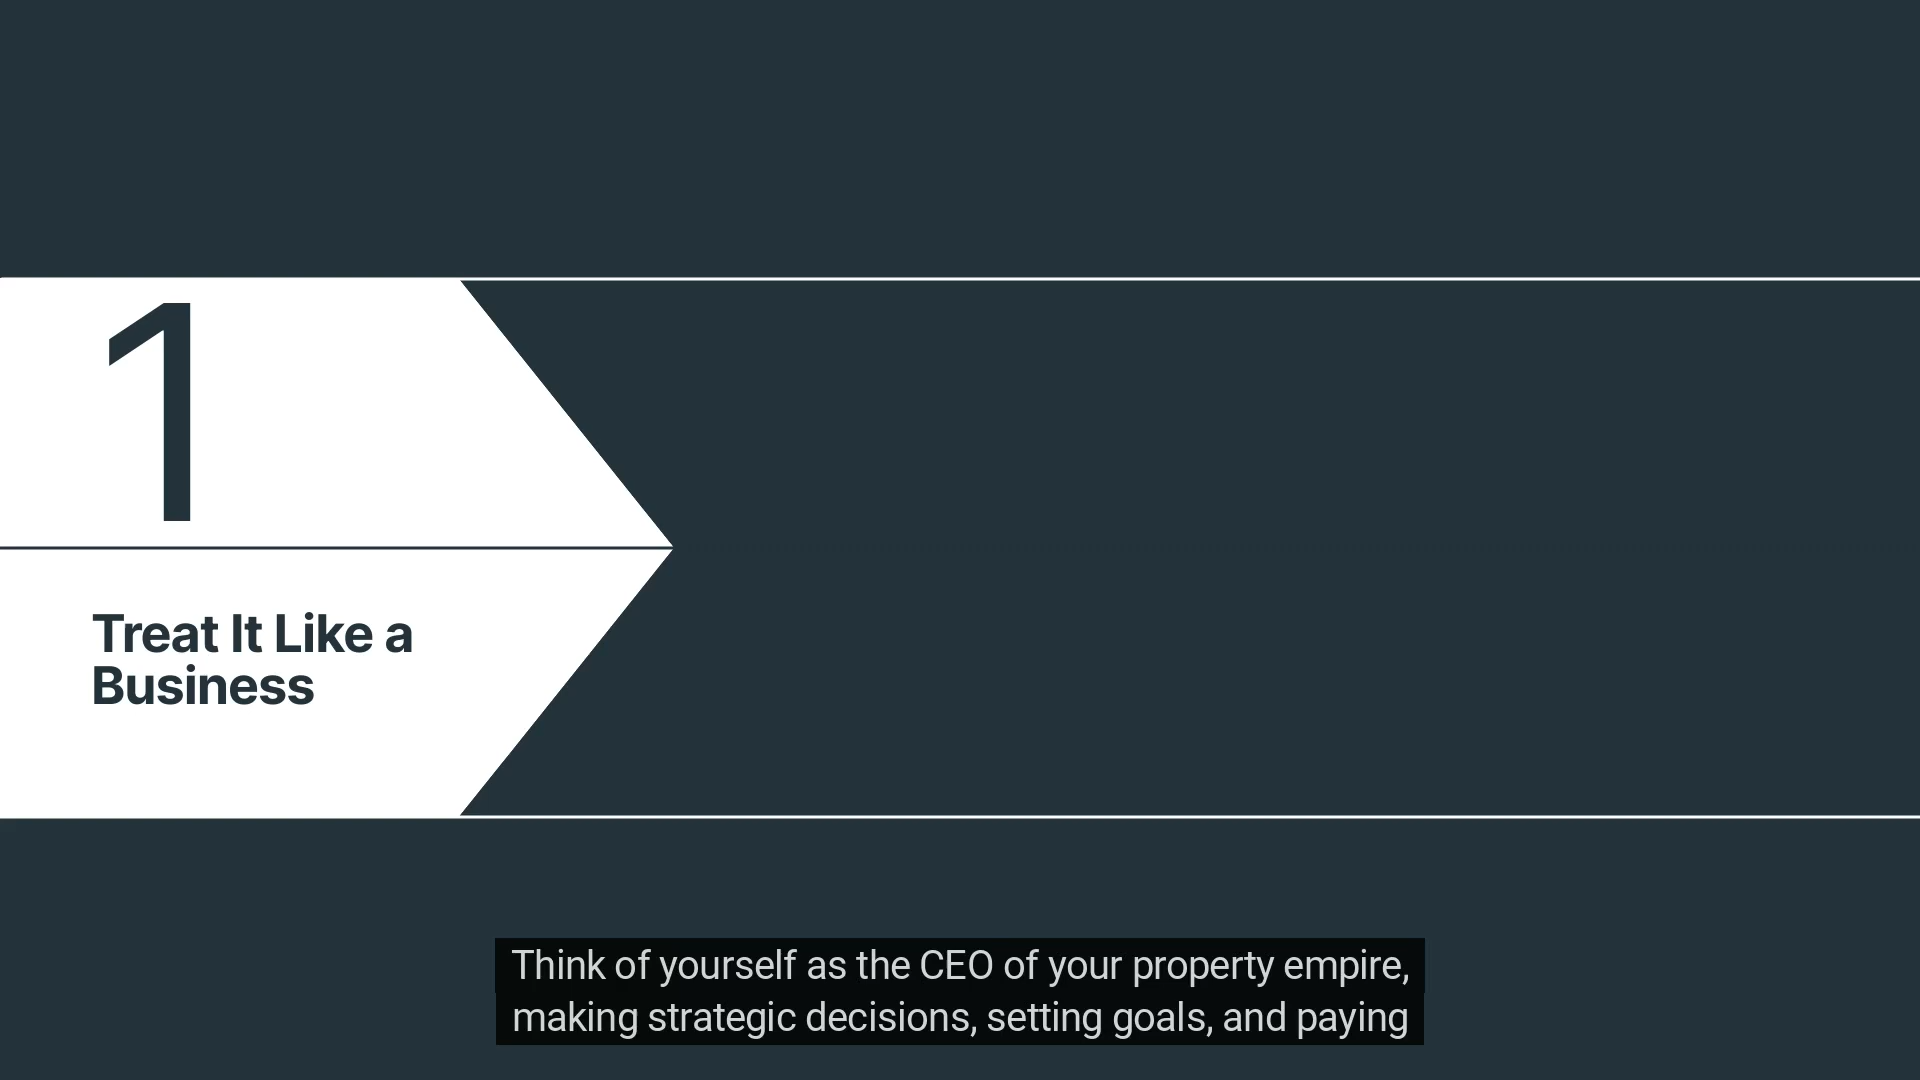 1
Treat It Like a
Business
Think of yourself as the CEO of your property empire,
making strategic decisions, setting goals, and paying